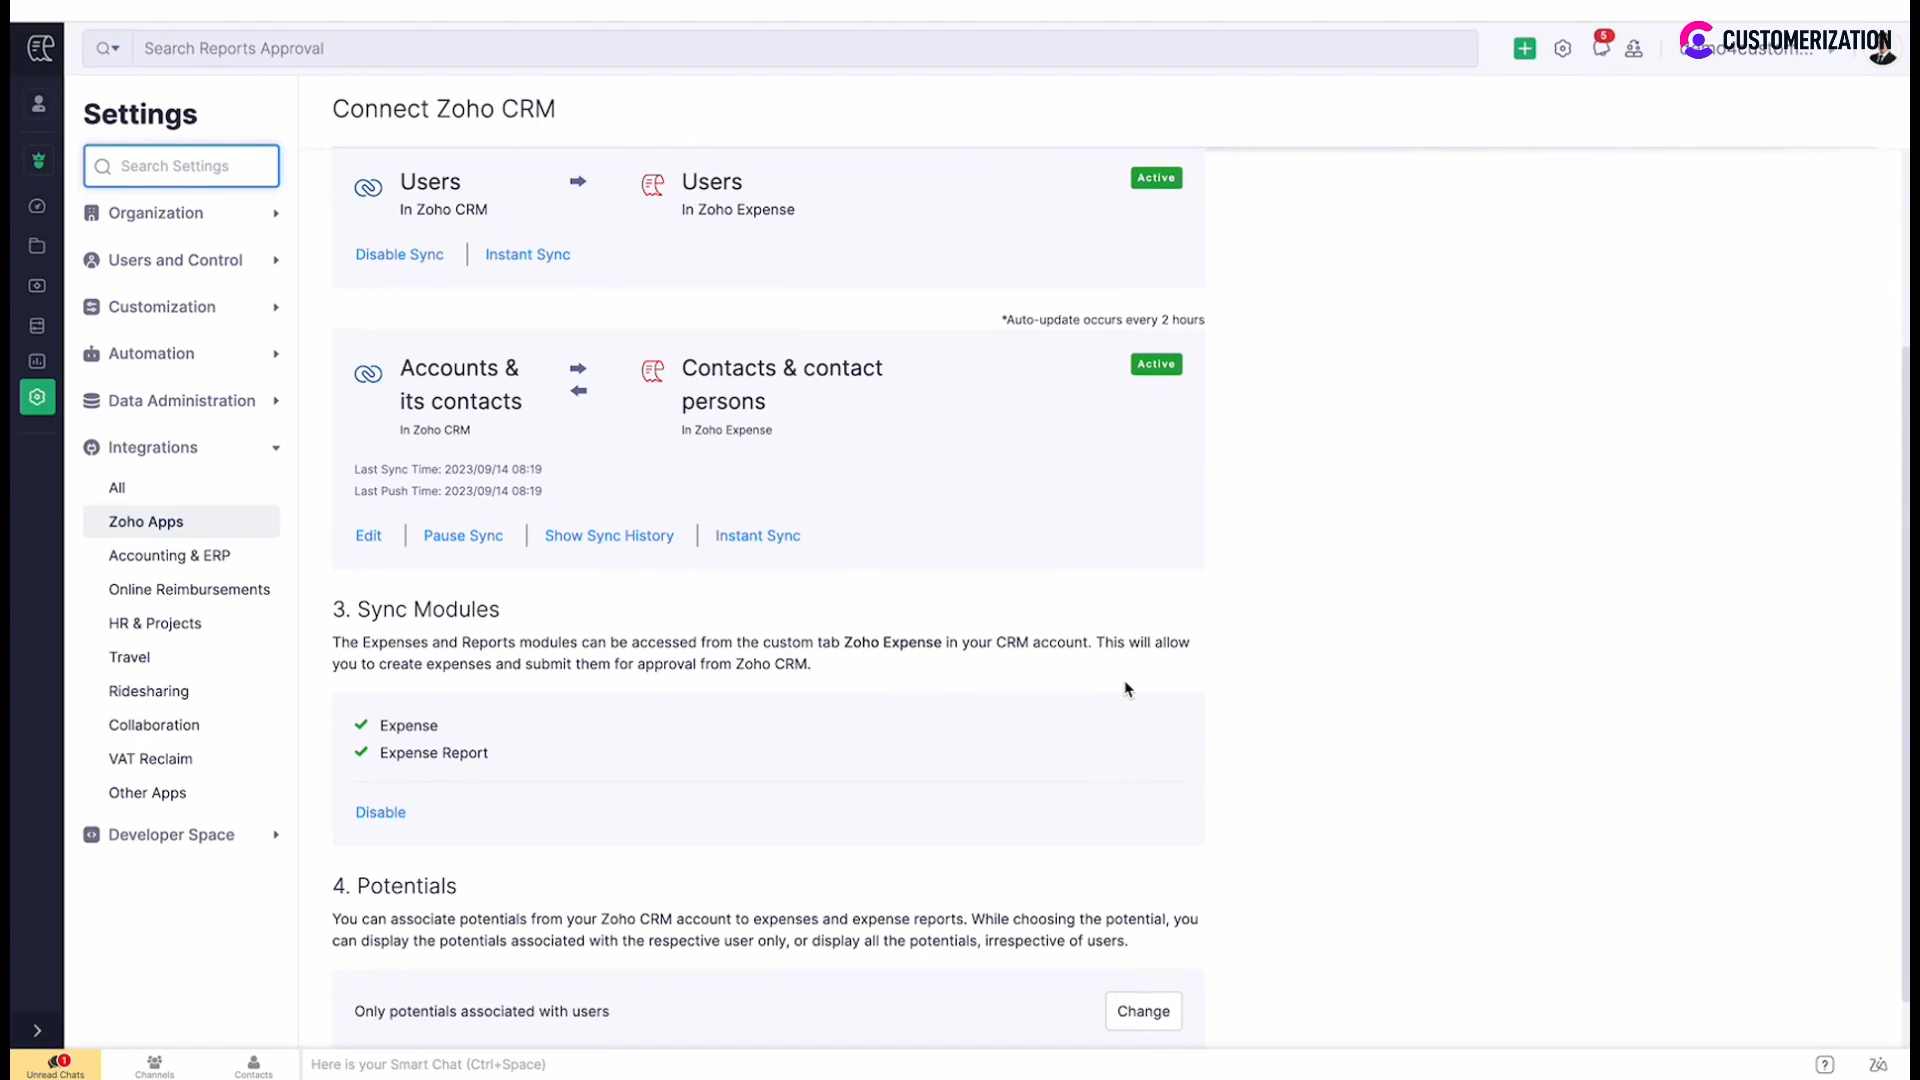 Search Reports Approval
5
CUSTOMERIZATION
Settings
Search Settings
Organization
Users and Control
Customization
Automation
Data Administration
Integrations
All
Zoho Apps
Accounting & ERP
Online Reimbursements
HR & Projects
Travel
Ridesharing
Collaboration
VAT Reclaim
Other Apps
Developer Space
Connect Zoho CRM
Users
In Zoho CRM
Users
In Zoho Expense
Active
Disable Sync
Instant Sync
*Auto-update occurs every 2 hours
Accounts &
its contacts
In Zoho CRM
Contacts & contact
persons
In Zoho Expense
Active
Last Sync Time: 2023/09/14 08:19
Last Push Time: 2023/09/14 08:19
Edit
Pause Sync
Show Sync History
Instant Sync
3. Sync Modules
The Expenses and Reports modules can be accessed from the custom tab Zoho Expense in your CRM account. This will allow
you to create expenses and submit them for approval from Zoho CRM.
Expense
Expense Report
Disable
4. Potentials
You can associate potentials from your Zoho CRM account to expenses and expense reports. While choosing the potential, you
can display the potentials associated with the respective user only, or display all the potentials, irrespective of users.
Only potentials associated with users
Change
1
Unread Chats
Channels
Contacts
Here is your Smart Chat (Ctrl+Space)
?